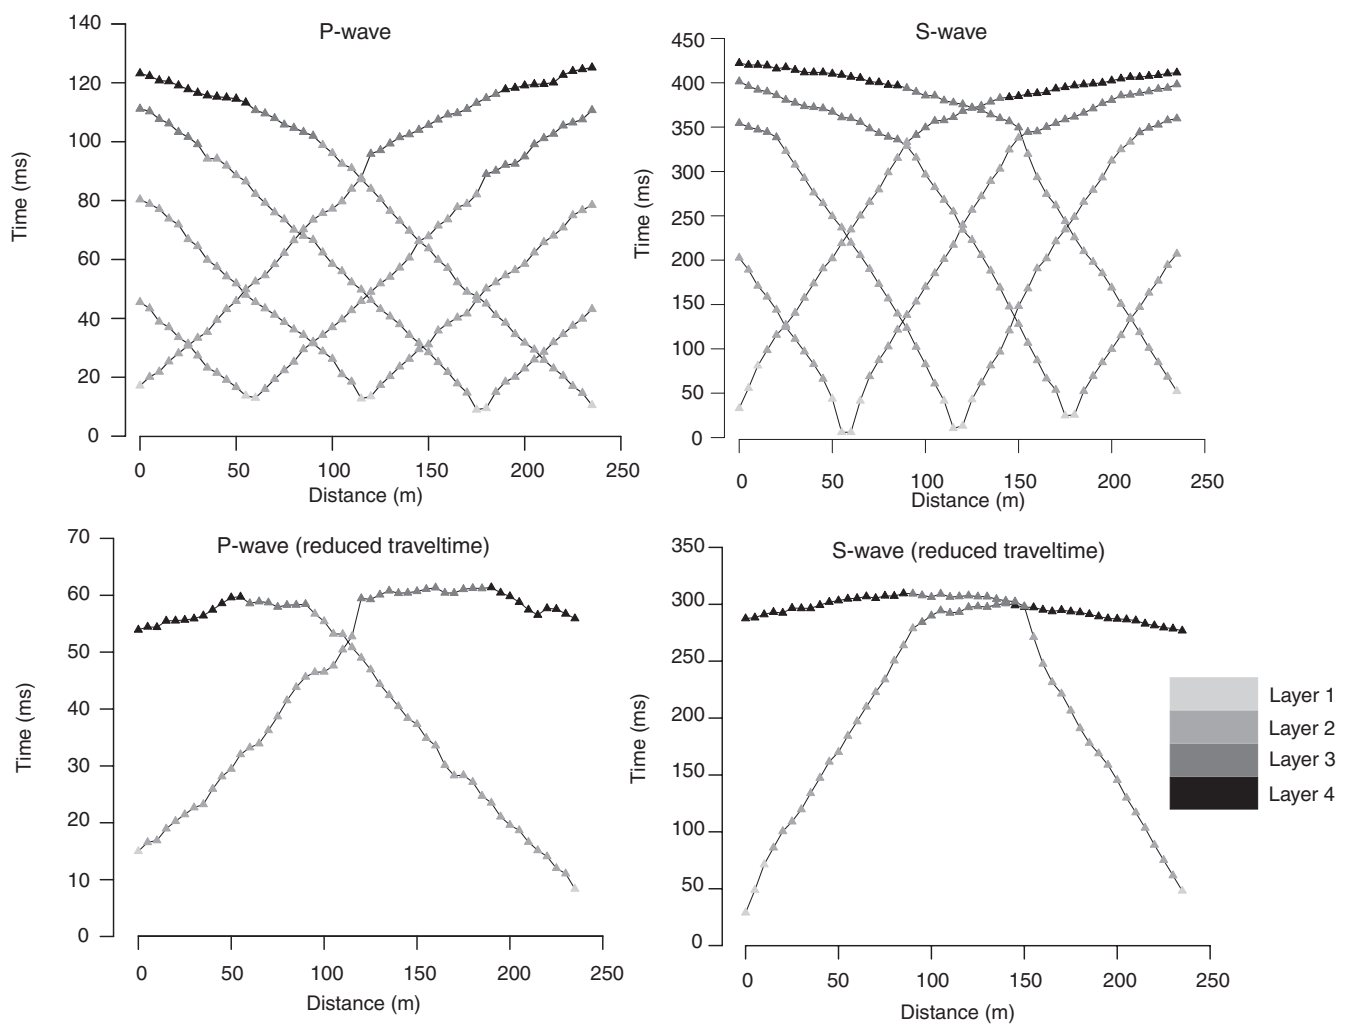 P-wave
140
120
100
80
60
40
20
0
Time (ms)
0 50 100 150 200 250
Distance (m)
S-wave
450
400
350
300
250
200
150
100
50
0
Time (ms)
0 50 100 150 200 250
Distance (m)
P-wave (reduced traveltime)
70
60
50
40
30
20
10
0
Time (ms)
0 50 100 150 200 250
Distance (m)
S-wave (reduced traveltime)
350
300
250
200
150
100
50
0
Time (ms)
0 50 100 150 200 250
Distance (m)
Layer 1
Layer 2
Layer 3
Layer 4